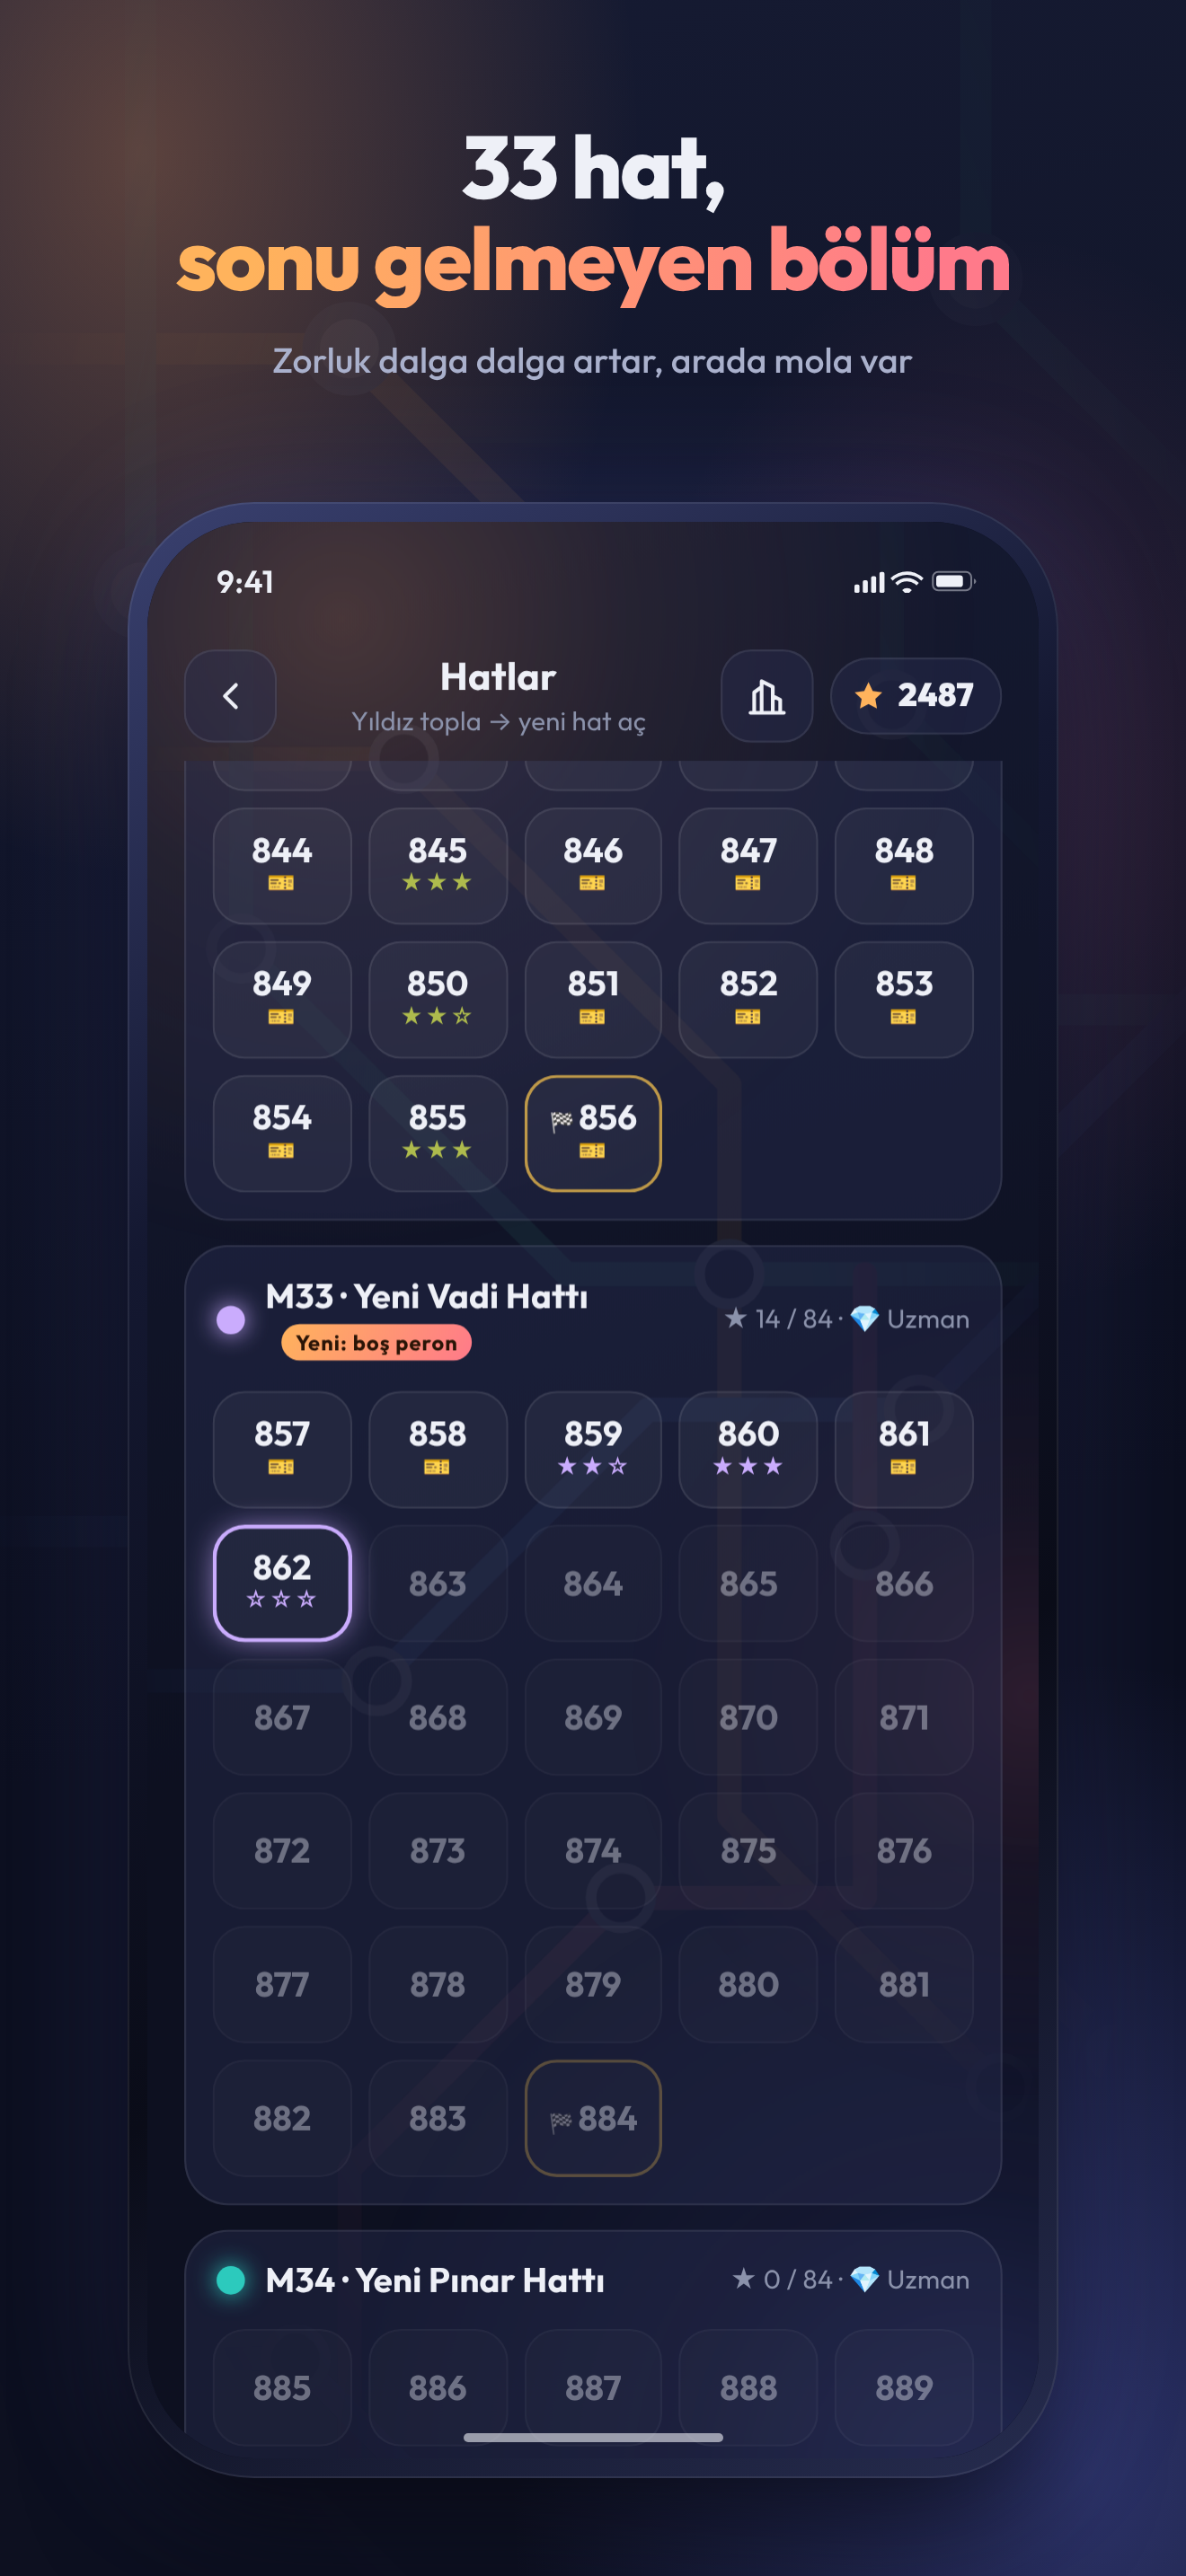 33 hat,
sonu gelmeyen bölüm
Zorluk dalga dalga artar, arada mola var
9:41
Hatlar
Yıldız topla → yeni hat aç
★ 2487
844 845 846 847 848
🎫 ★★★ 🎫 🎫 🎫
849 850 851 852 853
🎫 ★★☆ 🎫 🎫 🎫
854 855 🏁856
🎫 ★★★ 🎫
M33 · Yeni Vadi Hattı
Yeni: boş peron
★ 14 / 84 · 💎 Uzman
857 858 859 860 861
🎫 🎫 ★★☆ ★★★ 🎫
862 863 864 865 866
☆☆☆
867 868 869 870 871
872 873 874 875 876
877 878 879 880 881
882 883 🏁884
M34 · Yeni Pınar Hattı
★ 0 / 84 · 💎 Uzman
885 886 887 888 889